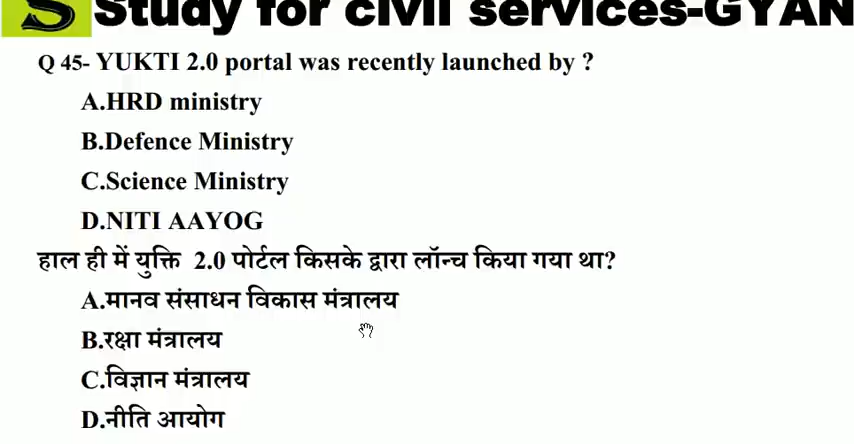 S Study for civil services-GYAN
Q 45- YUKTI 2.0 portal was recently launched by ?
A.HRD ministry
B.Defence Ministry
C.Science Ministry
D.NITI AAYOG
हाल ही में युक्ति 2.0 पोर्टल किसके द्वारा लॉन्च किया गया था?
A.मानव संसाधन विकास मंत्रालय
B.रक्षा मंत्रालय
C.विज्ञान मंत्रालय
D.नीति आयोग